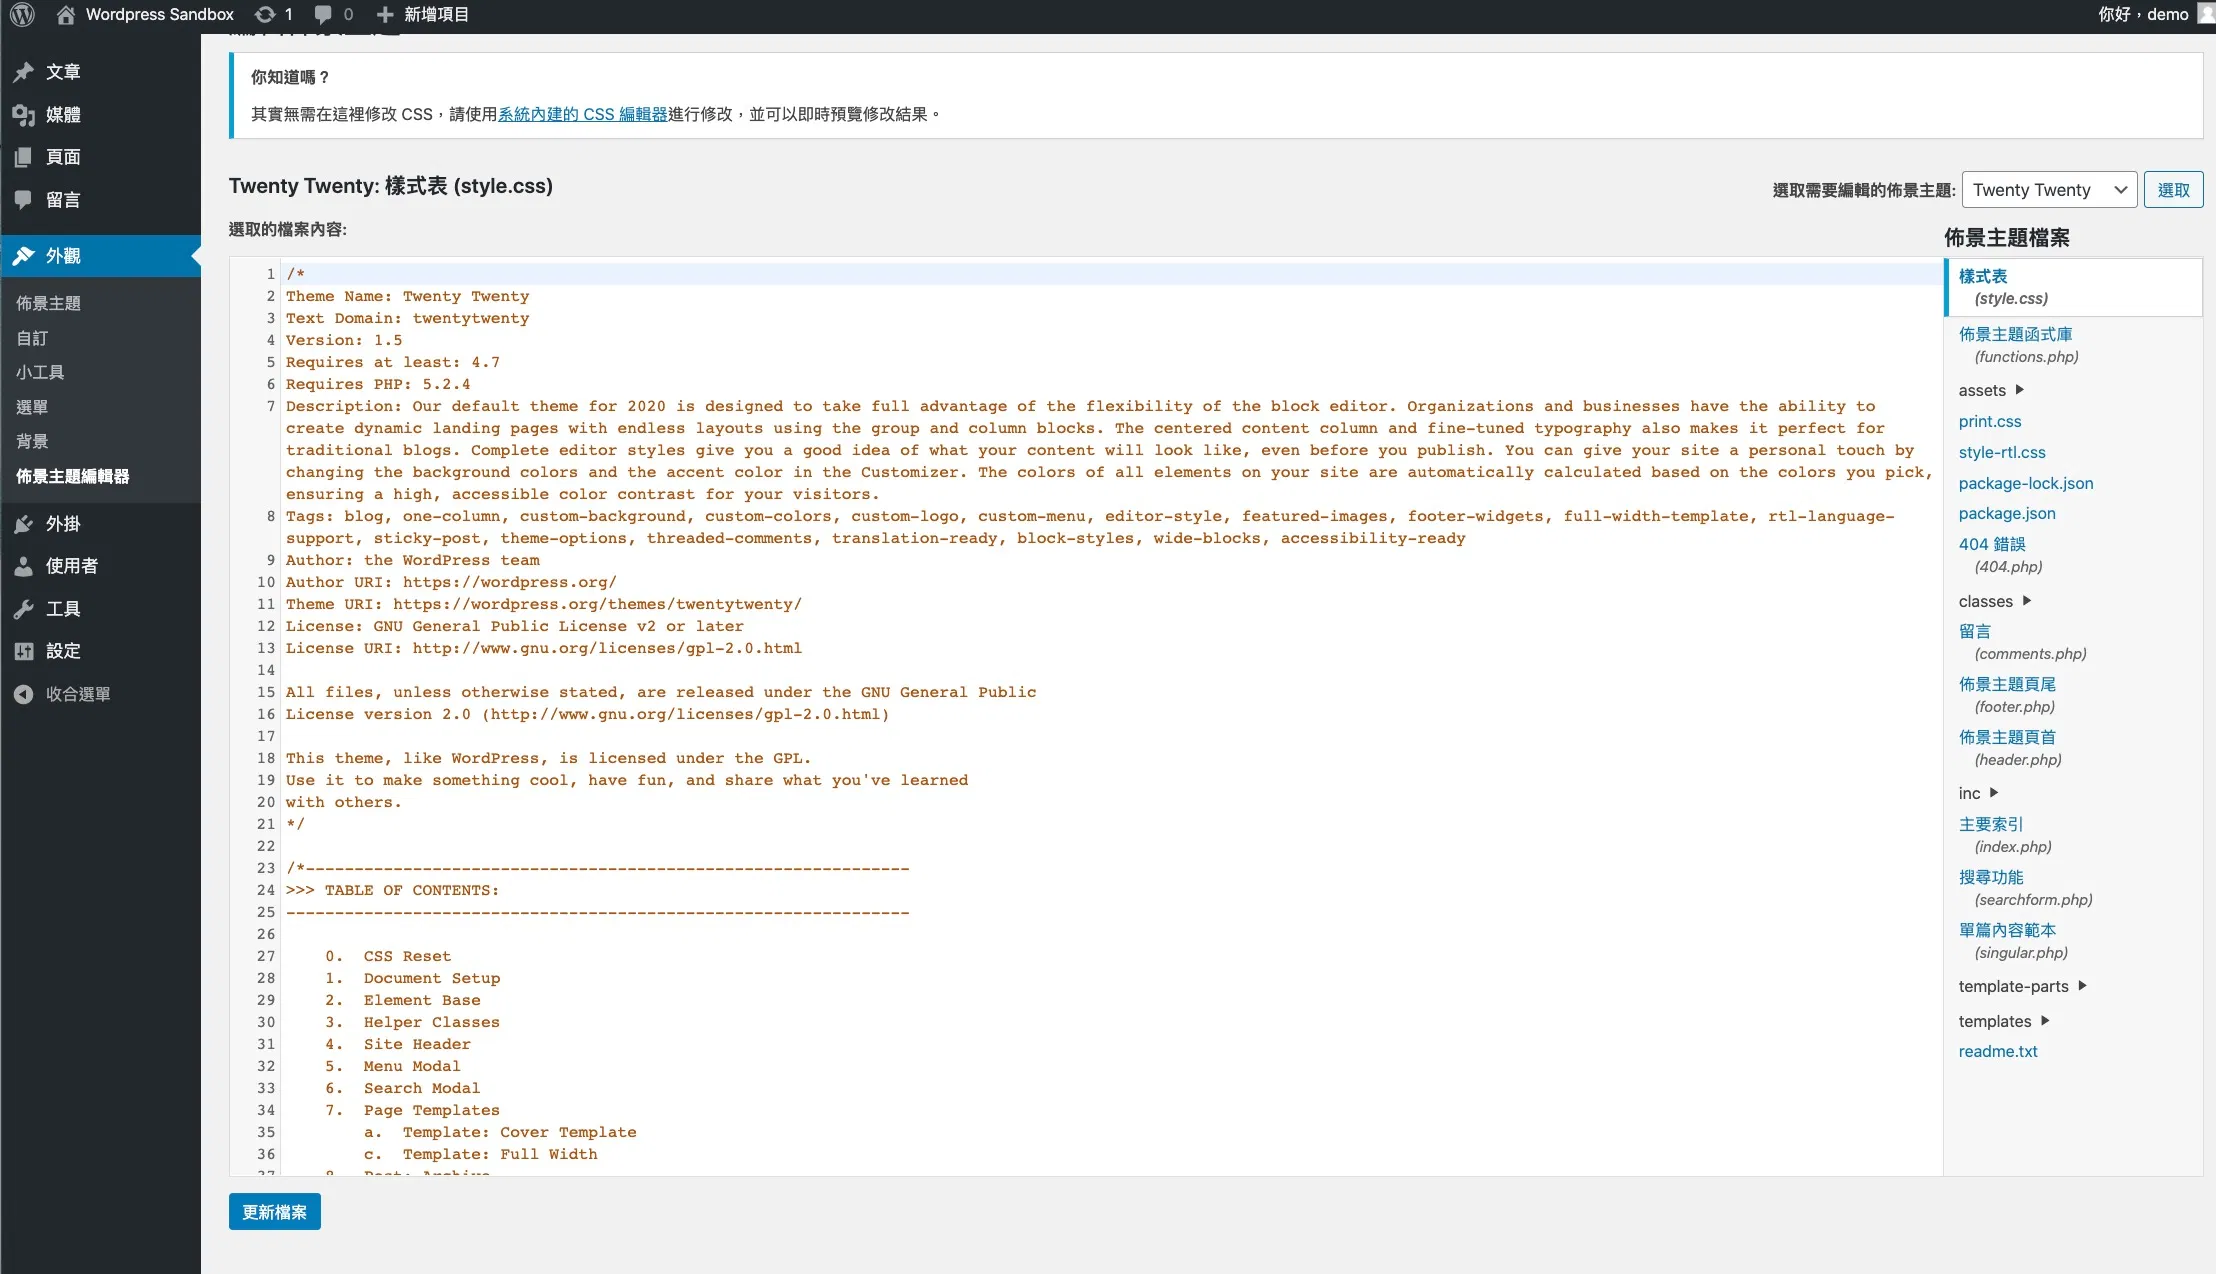 Wordpress Sandbox 1 0 新增項目 你好，demo
文章
媒體
頁面
留言
外觀
佈景主題
自訂
小工具
選單
背景
佈景主題編輯器
外掛
使用者
工具
設定
收合選單
你知道嗎？
其實無需在這裡修改 CSS，請使用系統內建的 CSS 編輯器進行修改，並可以即時預覽修改結果。
Twenty Twenty: 樣式表 (style.css)
選取需要編輯的佈景主題: Twenty Twenty 選取
選取的檔案內容:
1 /*
2 Theme Name: Twenty Twenty
3 Text Domain: twentytwenty
4 Version: 1.5
5 Requires at least: 4.7
6 Requires PHP: 5.2.4
7 Description: Our default theme for 2020 is designed to take full advantage of the flexibility of the block editor. Organizations and businesses have the ability to
create dynamic landing pages with endless layouts using the group and column blocks. The centered content column and fine-tuned typography also makes it perfect for
traditional blogs. Complete editor styles give you a good idea of what your content will look like, even before you publish. You can give your site a personal touch by
changing the background colors and the accent color in the Customizer. The colors of all elements on your site are automatically calculated based on the colors you pick,
ensuring a high, accessible color contrast for your visitors.
8 Tags: blog, one-column, custom-background, custom-colors, custom-logo, custom-menu, editor-style, featured-images, footer-widgets, full-width-template, rtl-language-
support, sticky-post, theme-options, threaded-comments, translation-ready, block-styles, wide-blocks, accessibility-ready
9 Author: the WordPress team
10 Author URI: https://wordpress.org/
11 Theme URI: https://wordpress.org/themes/twentytwenty/
12 License: GNU General Public License v2 or later
13 License URI: http://www.gnu.org/licenses/gpl-2.0.html
14
15 All files, unless otherwise stated, are released under the GNU General Public
16 License version 2.0 (http://www.gnu.org/licenses/gpl-2.0.html)
17
18 This theme, like WordPress, is licensed under the GPL.
19 Use it to make something cool, have fun, and share what you've learned
20 with others.
21 */
22
23 /*--------------------------------------------------------------
24 >>> TABLE OF CONTENTS:
25 ----------------------------------------------------------------
26
27 0. CSS Reset
28 1. Document Setup
29 2. Element Base
30 3. Helper Classes
31 4. Site Header
32 5. Menu Modal
33 6. Search Modal
34 7. Page Templates
35 a. Template: Cover Template
36 c. Template: Full Width
更新檔案
佈景主題檔案
樣式表
(style.css)
佈景主題函式庫
(functions.php)
assets
print.css
style-rtl.css
package-lock.json
package.json
404 錯誤
(404.php)
classes
留言
(comments.php)
佈景主題頁尾
(footer.php)
佈景主題頁首
(header.php)
inc
主要索引
(index.php)
搜尋功能
(searchform.php)
單篇內容範本
(singular.php)
template-parts
templates
readme.txt